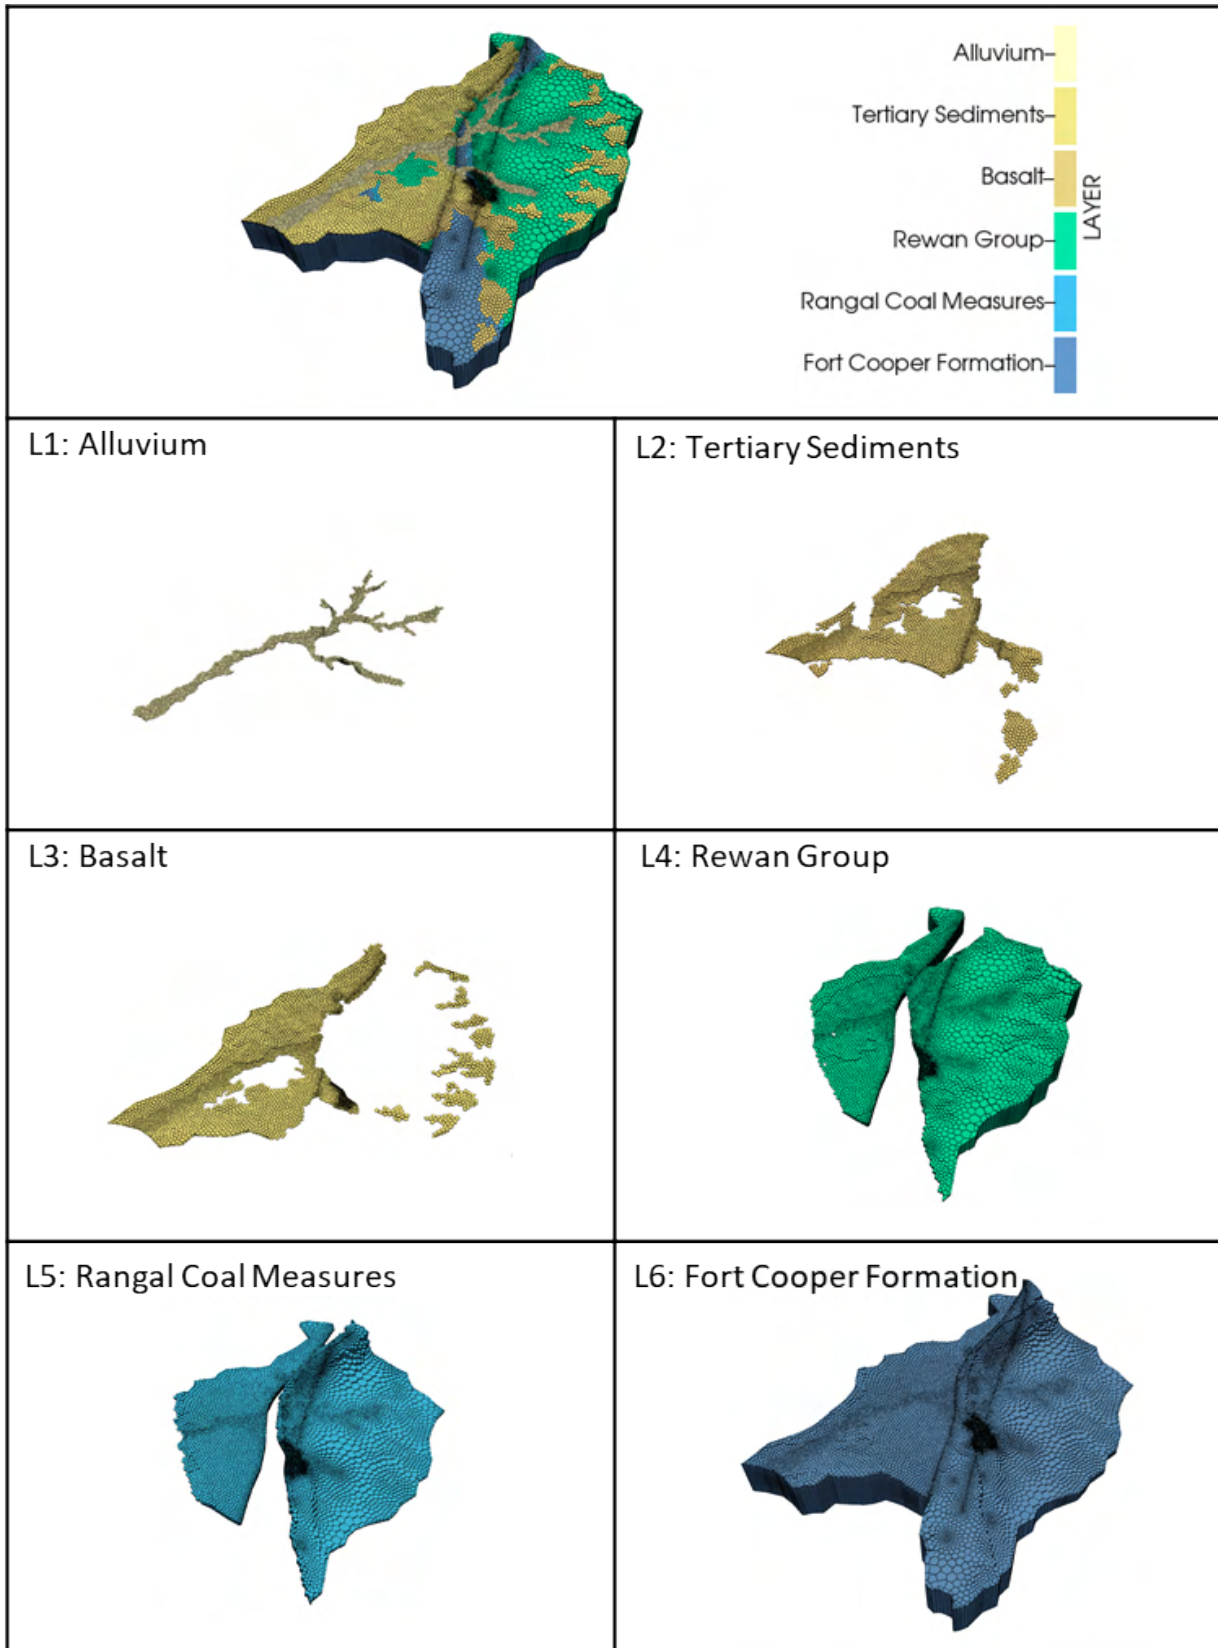 Alluvium
Tertiary Sediments
Basalt
Rewan Group
Rangal Coal Measures
Fort Cooper Formation
LAYER
L1: Alluvium
L2: Tertiary Sediments
L3: Basalt
L4: Rewan Group
L5: Rangal Coal Measures
L6: Fort Cooper Formation